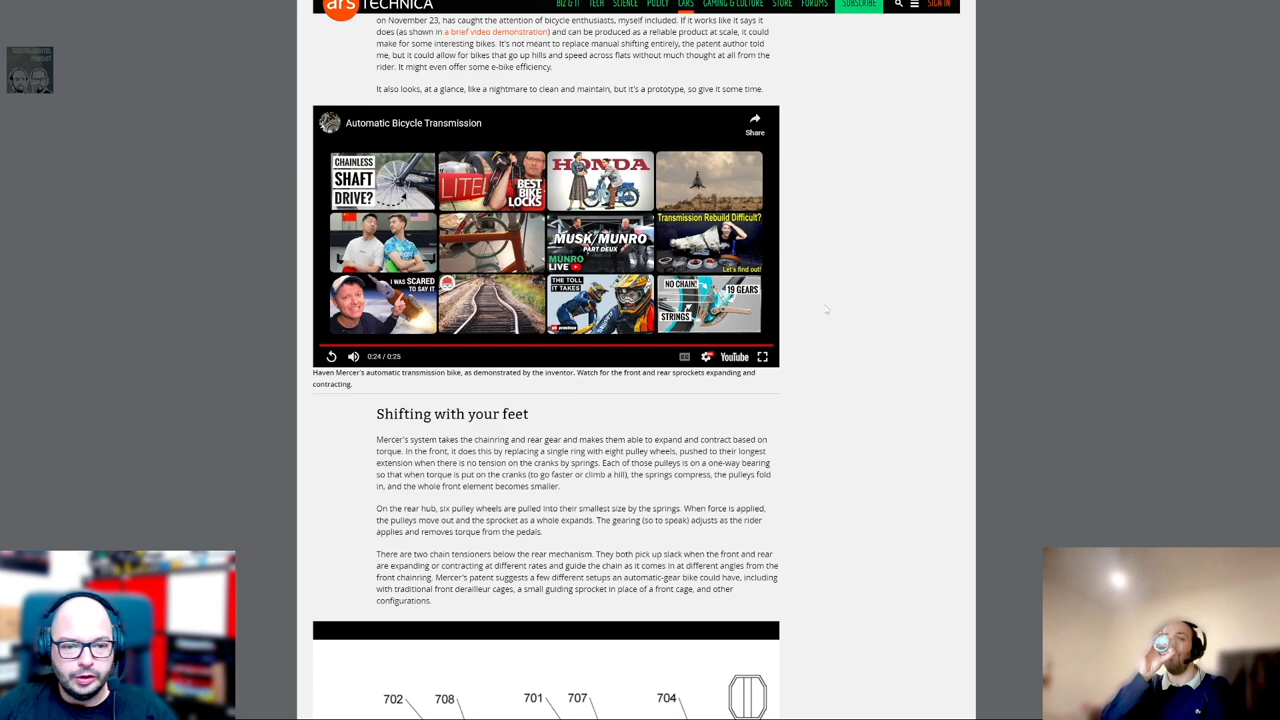 ars TECHNICA
BIZ & IT TECH SCIENCE POLICY CARS GAMING & CULTURE STORE FORUMS SUBSCRIBE SIGN IN
on November 23, has caught the attention of bicycle enthusiasts, myself included. If it works like it says it
does (as shown in a brief video demonstration) and can be produced as a reliable product at scale, it could
make for some interesting bikes. It's not meant to replace manual shifting entirely, the patent author told
me, but it could allow for bikes that go up hills and speed across flats without much thought at all from the
rider. It might even offer some e-bike efficiency.
It also looks, at a glance, like a nightmare to clean and maintain, but it's a prototype, so give it some time.
Automatic Bicycle Transmission
Share
CHAINLESS
SHAFT
DRIVE?
LITEL
BEST
BIKE
LOCKS
HONDA
MUSK/MUNRO
PART DEUX
MUNRO
LIVE
Transmission Rebuild Difficult?
Let's find out!
I WAS SCARED
TO SAY IT
THE TOLL
IT TAKES
NO CHAIN!
19 GEARS
STRINGS
0:24 / 0:25
CC
YouTube
Haven Mercer's automatic transmission bike, as demonstrated by the inventor. Watch for the front and rear sprockets expanding and
contracting.
Shifting with your feet
Mercer's system takes the chainring and rear gear and makes them able to expand and contract based on
torque. In the front, it does this by replacing a single ring with eight pulley wheels, pushed to their longest
extension when there is no tension on the cranks by springs. Each of those pulleys is on a one-way bearing
so that when torque is put on the cranks (to go faster or climb a hill), the springs compress, the pulleys fold
in, and the whole front element becomes smaller.
On the rear hub, six pulley wheels are pulled into their smallest size by the springs. When force is applied,
the pulleys move out and the sprocket as a whole expands. The gearing (so to speak) adjusts as the rider
applies and removes torque from the pedals.
There are two chain tensioners below the rear mechanism. They both pick up slack when the front and rear
are expanding or contracting at different rates and guide the chain as it comes in at different angles from the
front chainring. Mercer's patent suggests a few different setups an automatic-gear bike could have, including
with traditional front derailleur cages, a small guiding sprocket in place of a front cage, and other
configurations.
702 708 701 707 704